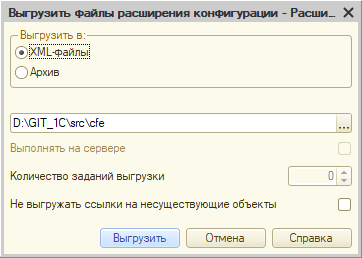 Выгрузить файлы расширения конфигурации - Расши...
Выгрузить в:
XML-файлы
Архив
D:\GIT_1C\src\cfe
...
Выполнять на сервере
Количество заданий выгрузки
0
Не выгружать ссылки на несуществующие объекты
Выгрузить
Отмена
Справка